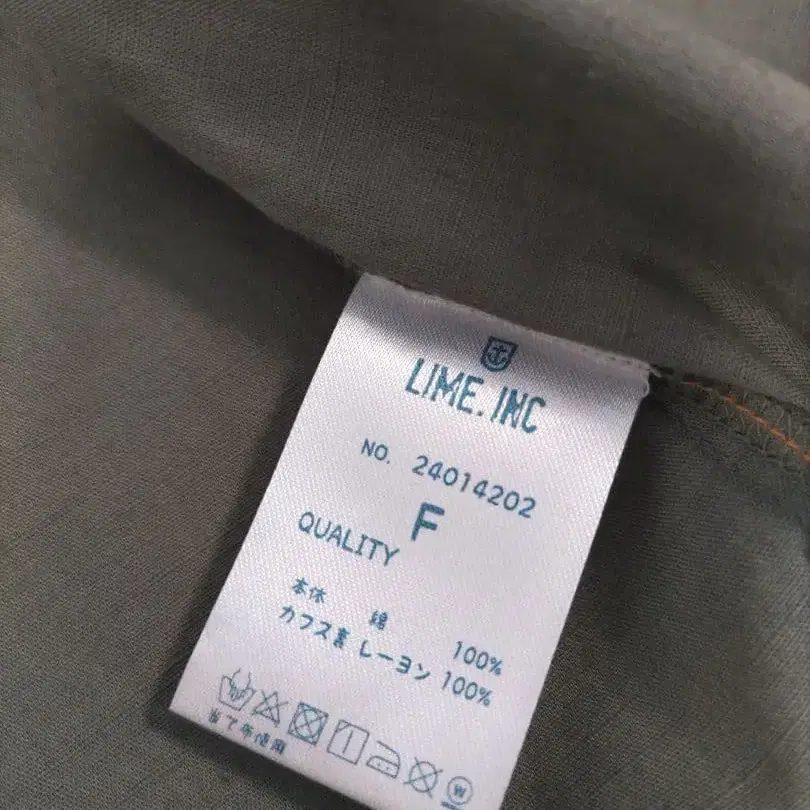 LIME.INC
NO. 24014202
F
QUALITY
本体 綿 100%
カフス裏 レーヨン 100%
W
当て布使用